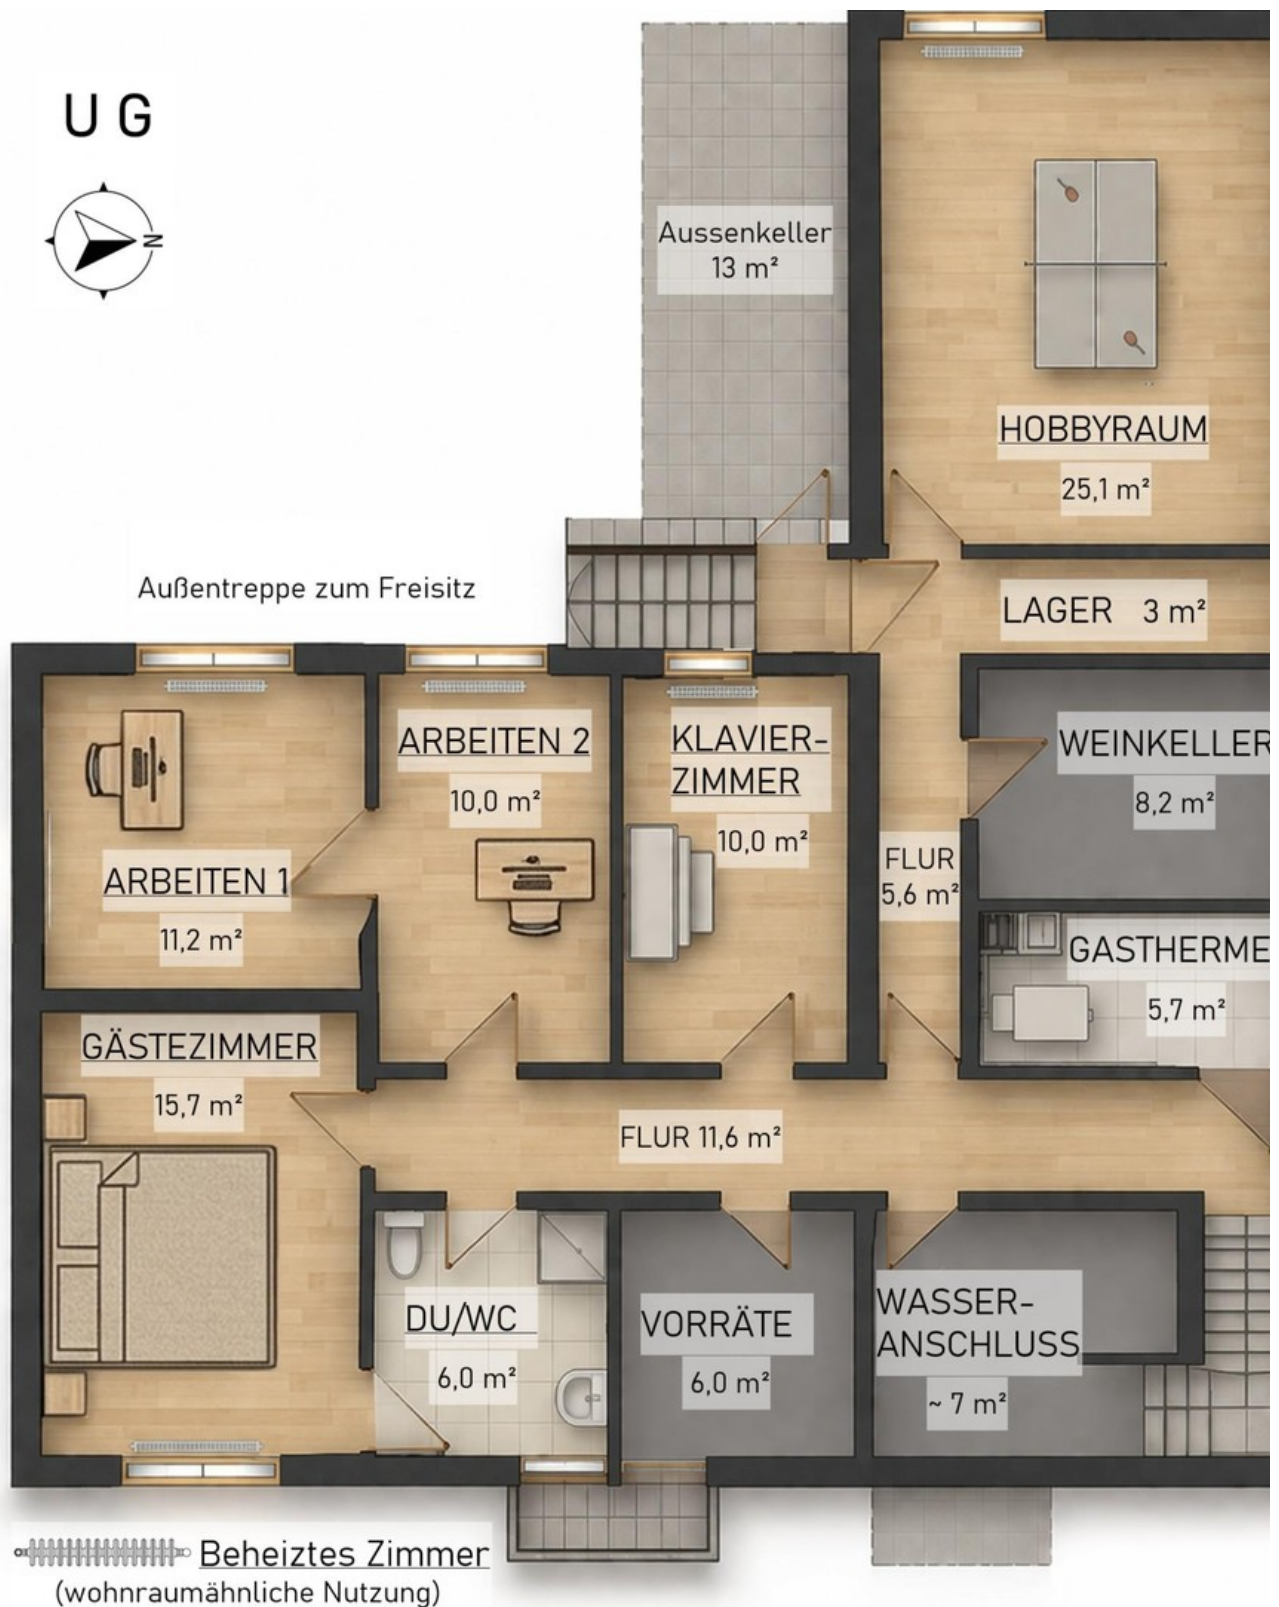 U G
N
Aussenkeller
13 m²
HOBBYRAUM
25,1 m²
Außentreppe zum Freisitz
LAGER 3 m²
ARBEITEN 2
10,0 m²
KLAVIER-
ZIMMER
10,0 m²
WEINKELLER
8,2 m²
FLUR
5,6 m²
ARBEITEN 1
11,2 m²
GASTHERME
5,7 m²
GÄSTEZIMMER
15,7 m²
FLUR 11,6 m²
DU/WC
6,0 m²
VORRÄTE
6,0 m²
WASSER-
ANSCHLUSS
~ 7 m²
Beheiztes Zimmer
(wohnraumähnliche Nutzung)